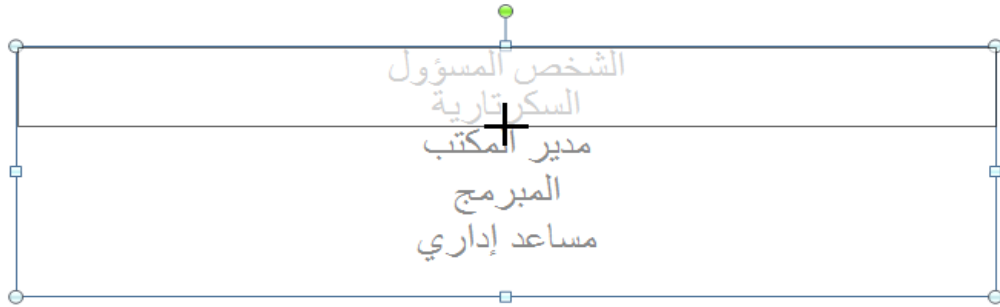 الشخص المسؤول
السكرتارية
مدير المكتب
المبرمج
مساعد إداري